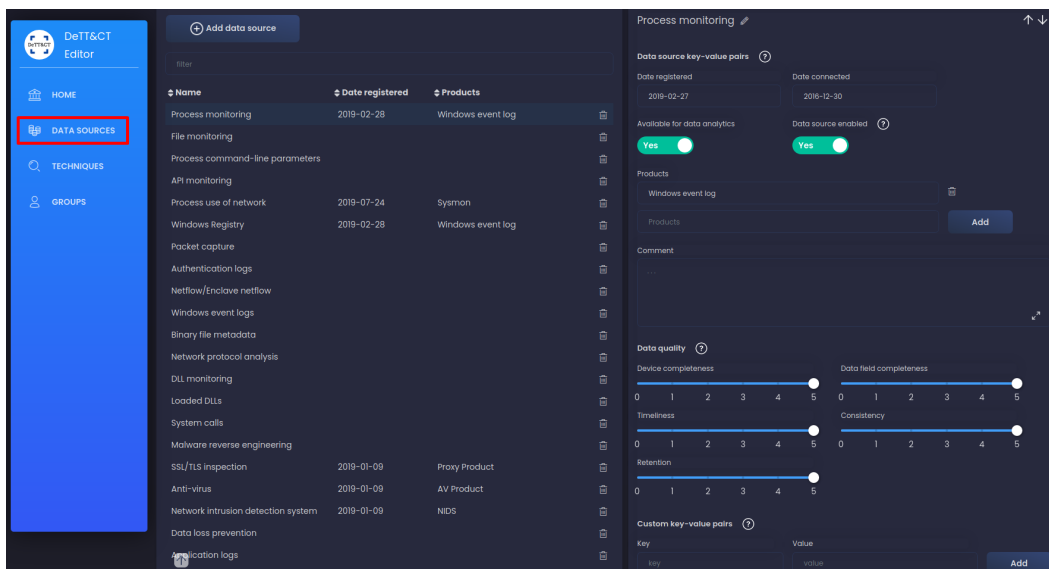 DeTT&CT
DeTT&CT
Editor
HOME
DATA SOURCES
TECHNIQUES
GROUPS
Add data source
filter
Name Date registered Products
Process monitoring 2019-02-28 Windows event log
File monitoring
Process command-line parameters
API monitoring
Process use of network 2019-07-24 Sysmon
Windows Registry 2019-02-28 Windows event log
Packet capture
Authentication logs
Netflow/Enclave netflow
Windows event logs
Binary file metadata
Network protocol analysis
DLL monitoring
Loaded DLLs
System calls
Malware reverse engineering
SSL/TLS inspection 2019-01-09 Proxy Product
Anti-virus 2019-01-09 AV Product
Network intrusion detection system 2019-01-09 NIDS
Data loss prevention
Application logs
Process monitoring
Data source key-value pairs ?
Date registered Date connected
2019-02-27 2016-12-30
Available for data analytics Data source enabled ?
Yes Yes
Products
Windows event log
Products Add
Comment
...
Data quality ?
Device completeness Data field completeness
0 1 2 3 4 5 0 1 2 3 4 5
Timeliness Consistency
0 1 2 3 4 5 0 1 2 3 4 5
Retention
0 1 2 3 4 5
Custom key-value pairs ?
Key Value
key value Add